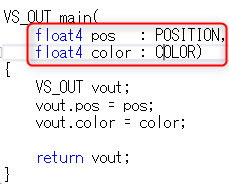 VS_OUT main(
    float4 pos   : POSITION,
    float4 color : COLOR)
{
    VS_OUT vout;
    vout.pos = pos;
    vout.color = color;

    return vout;
}